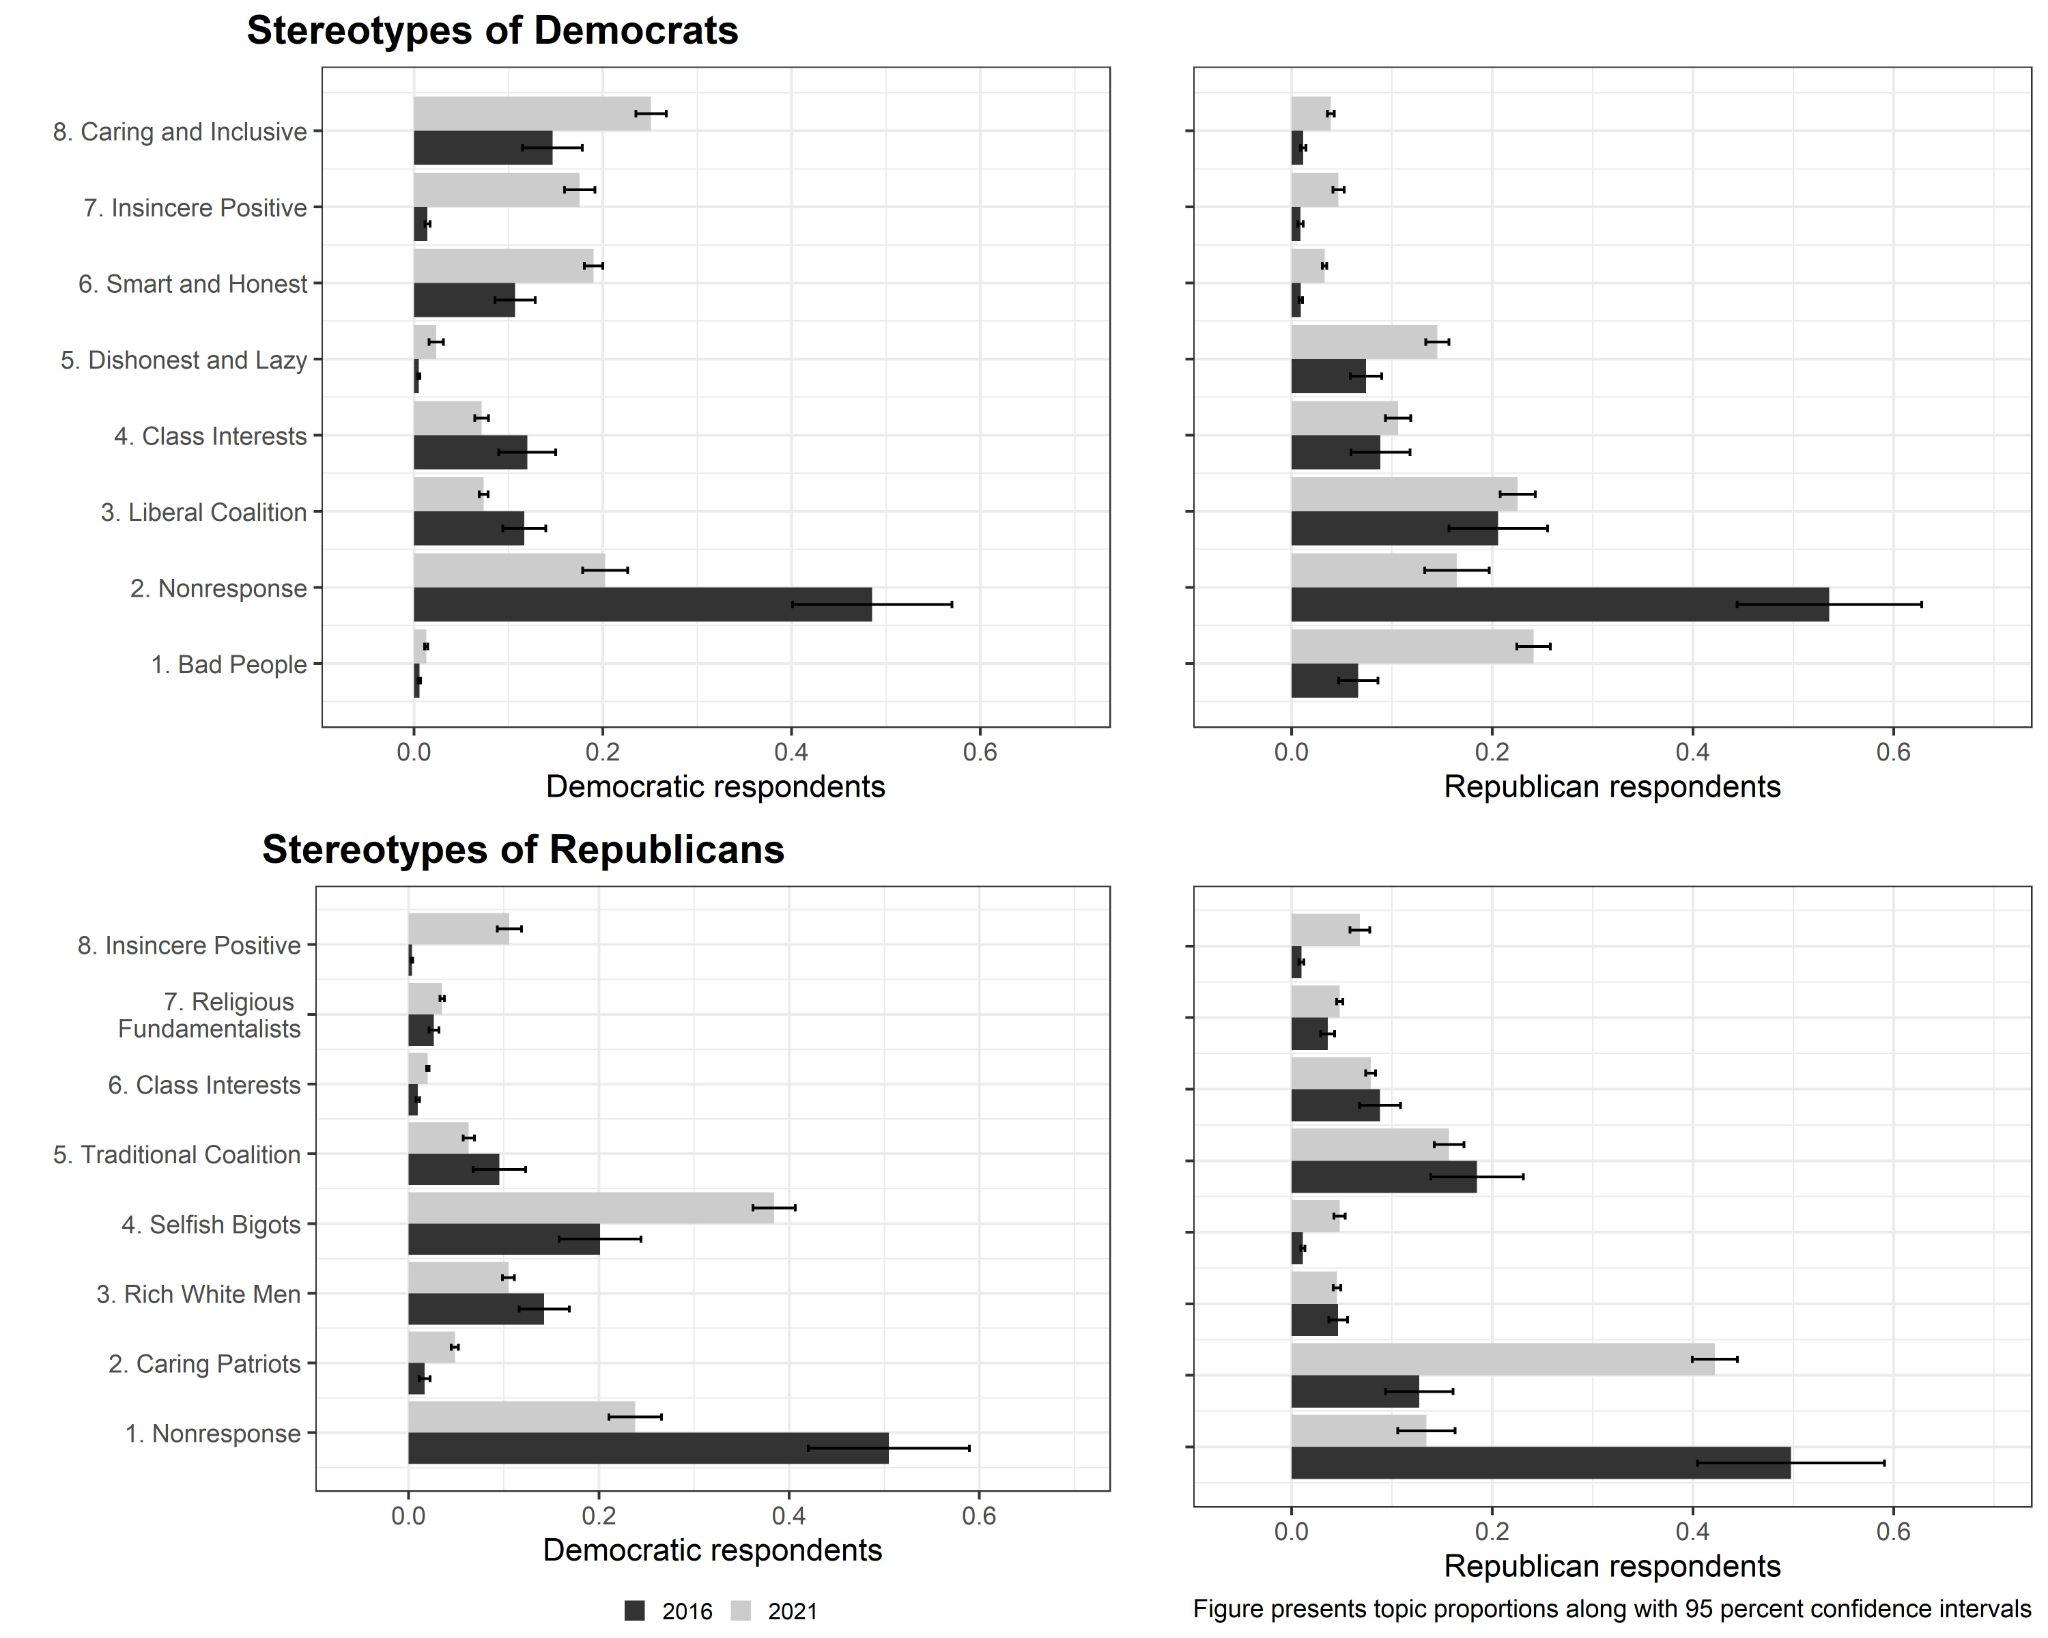 Stereotypes of Democrats
8. Caring and Inclusive
7. Insincere Positive
6. Smart and Honest
5. Dishonest and Lazy
4. Class Interests
3. Liberal Coalition
2. Nonresponse
1. Bad People
0.0 0.2 0.4 0.6
Democratic respondents
0.0 0.2 0.4 0.6
Republican respondents
Stereotypes of Republicans
8. Insincere Positive
7. Religious
Fundamentalists
6. Class Interests
5. Traditional Coalition
4. Selfish Bigots
3. Rich White Men
2. Caring Patriots
1. Nonresponse
0.0 0.2 0.4 0.6
Democratic respondents
0.0 0.2 0.4 0.6
Republican respondents
2016 2021
Figure presents topic proportions along with 95 percent confidence intervals